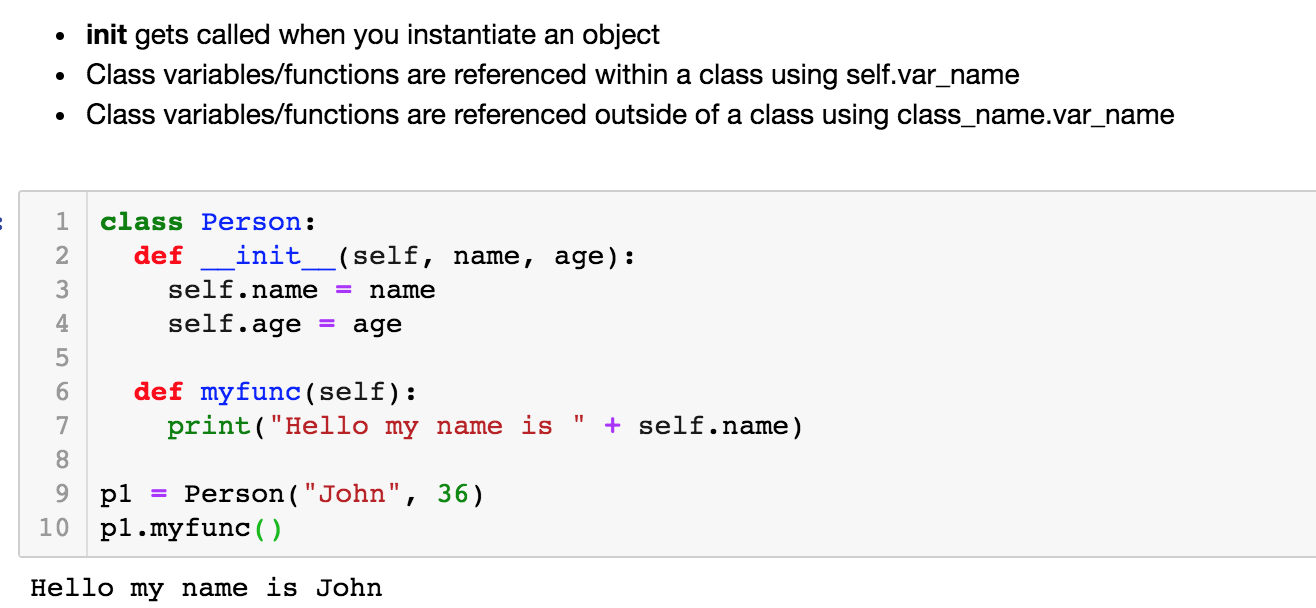 • init gets called when you instantiate an object
• Class variables/functions are referenced within a class using self.var_name
• Class variables/functions are referenced outside of a class using class_name.var_name
1 class Person:
2   def __init__(self, name, age):
3     self.name = name
4     self.age = age
5
6   def myfunc(self):
7     print("Hello my name is " + self.name)
8
9 p1 = Person("John", 36)
10 p1.myfunc()
Hello my name is John